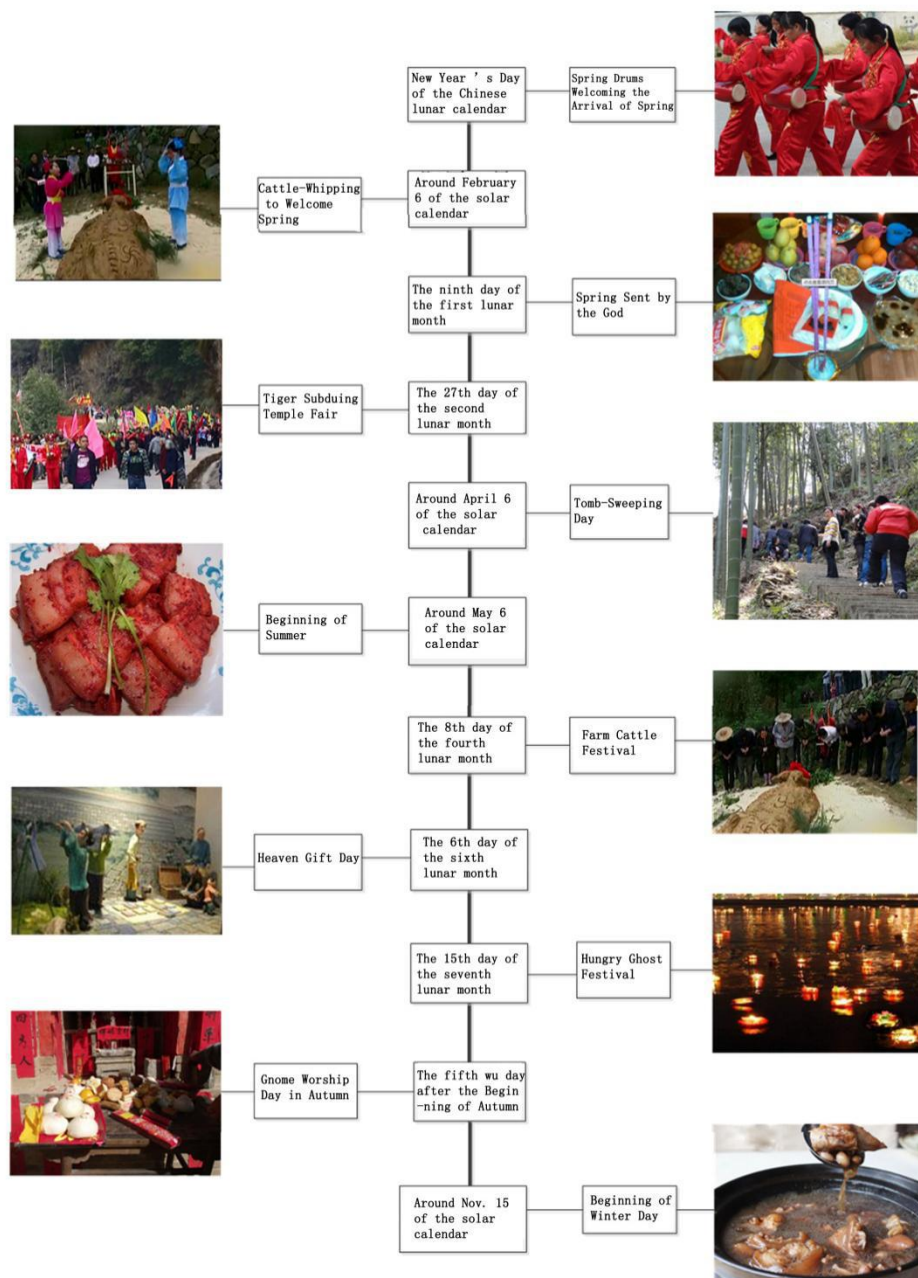 New Year's Day
of the Chinese
lunar calendar
Spring Drums
Welcoming the
Arrival of Spring
Cattle-Whipping
to Welcome
Spring
Around February
6 of the solar
calendar
The ninth day of
the first lunar
month
Spring Sent by
the God
Tiger Subduing
Temple Fair
The 27th day of
the second
lunar month
Around April 6
of the solar
calendar
Tomb-Sweeping
Day
Beginning of
Summer
Around May 6
of the solar
calendar
The 8th day of
the fourth
lunar month
Farm Cattle
Festival
Heaven Gift Day
The 6th day of
the sixth
lunar month
The 15th day of
the seventh
lunar month
Hungry Ghost
Festival
Gnome Worship
Day in Autumn
The fifth wu day
after the Begin
-ning of Autumn
Around Nov. 15
of the solar
calendar
Beginning of
Winter Day